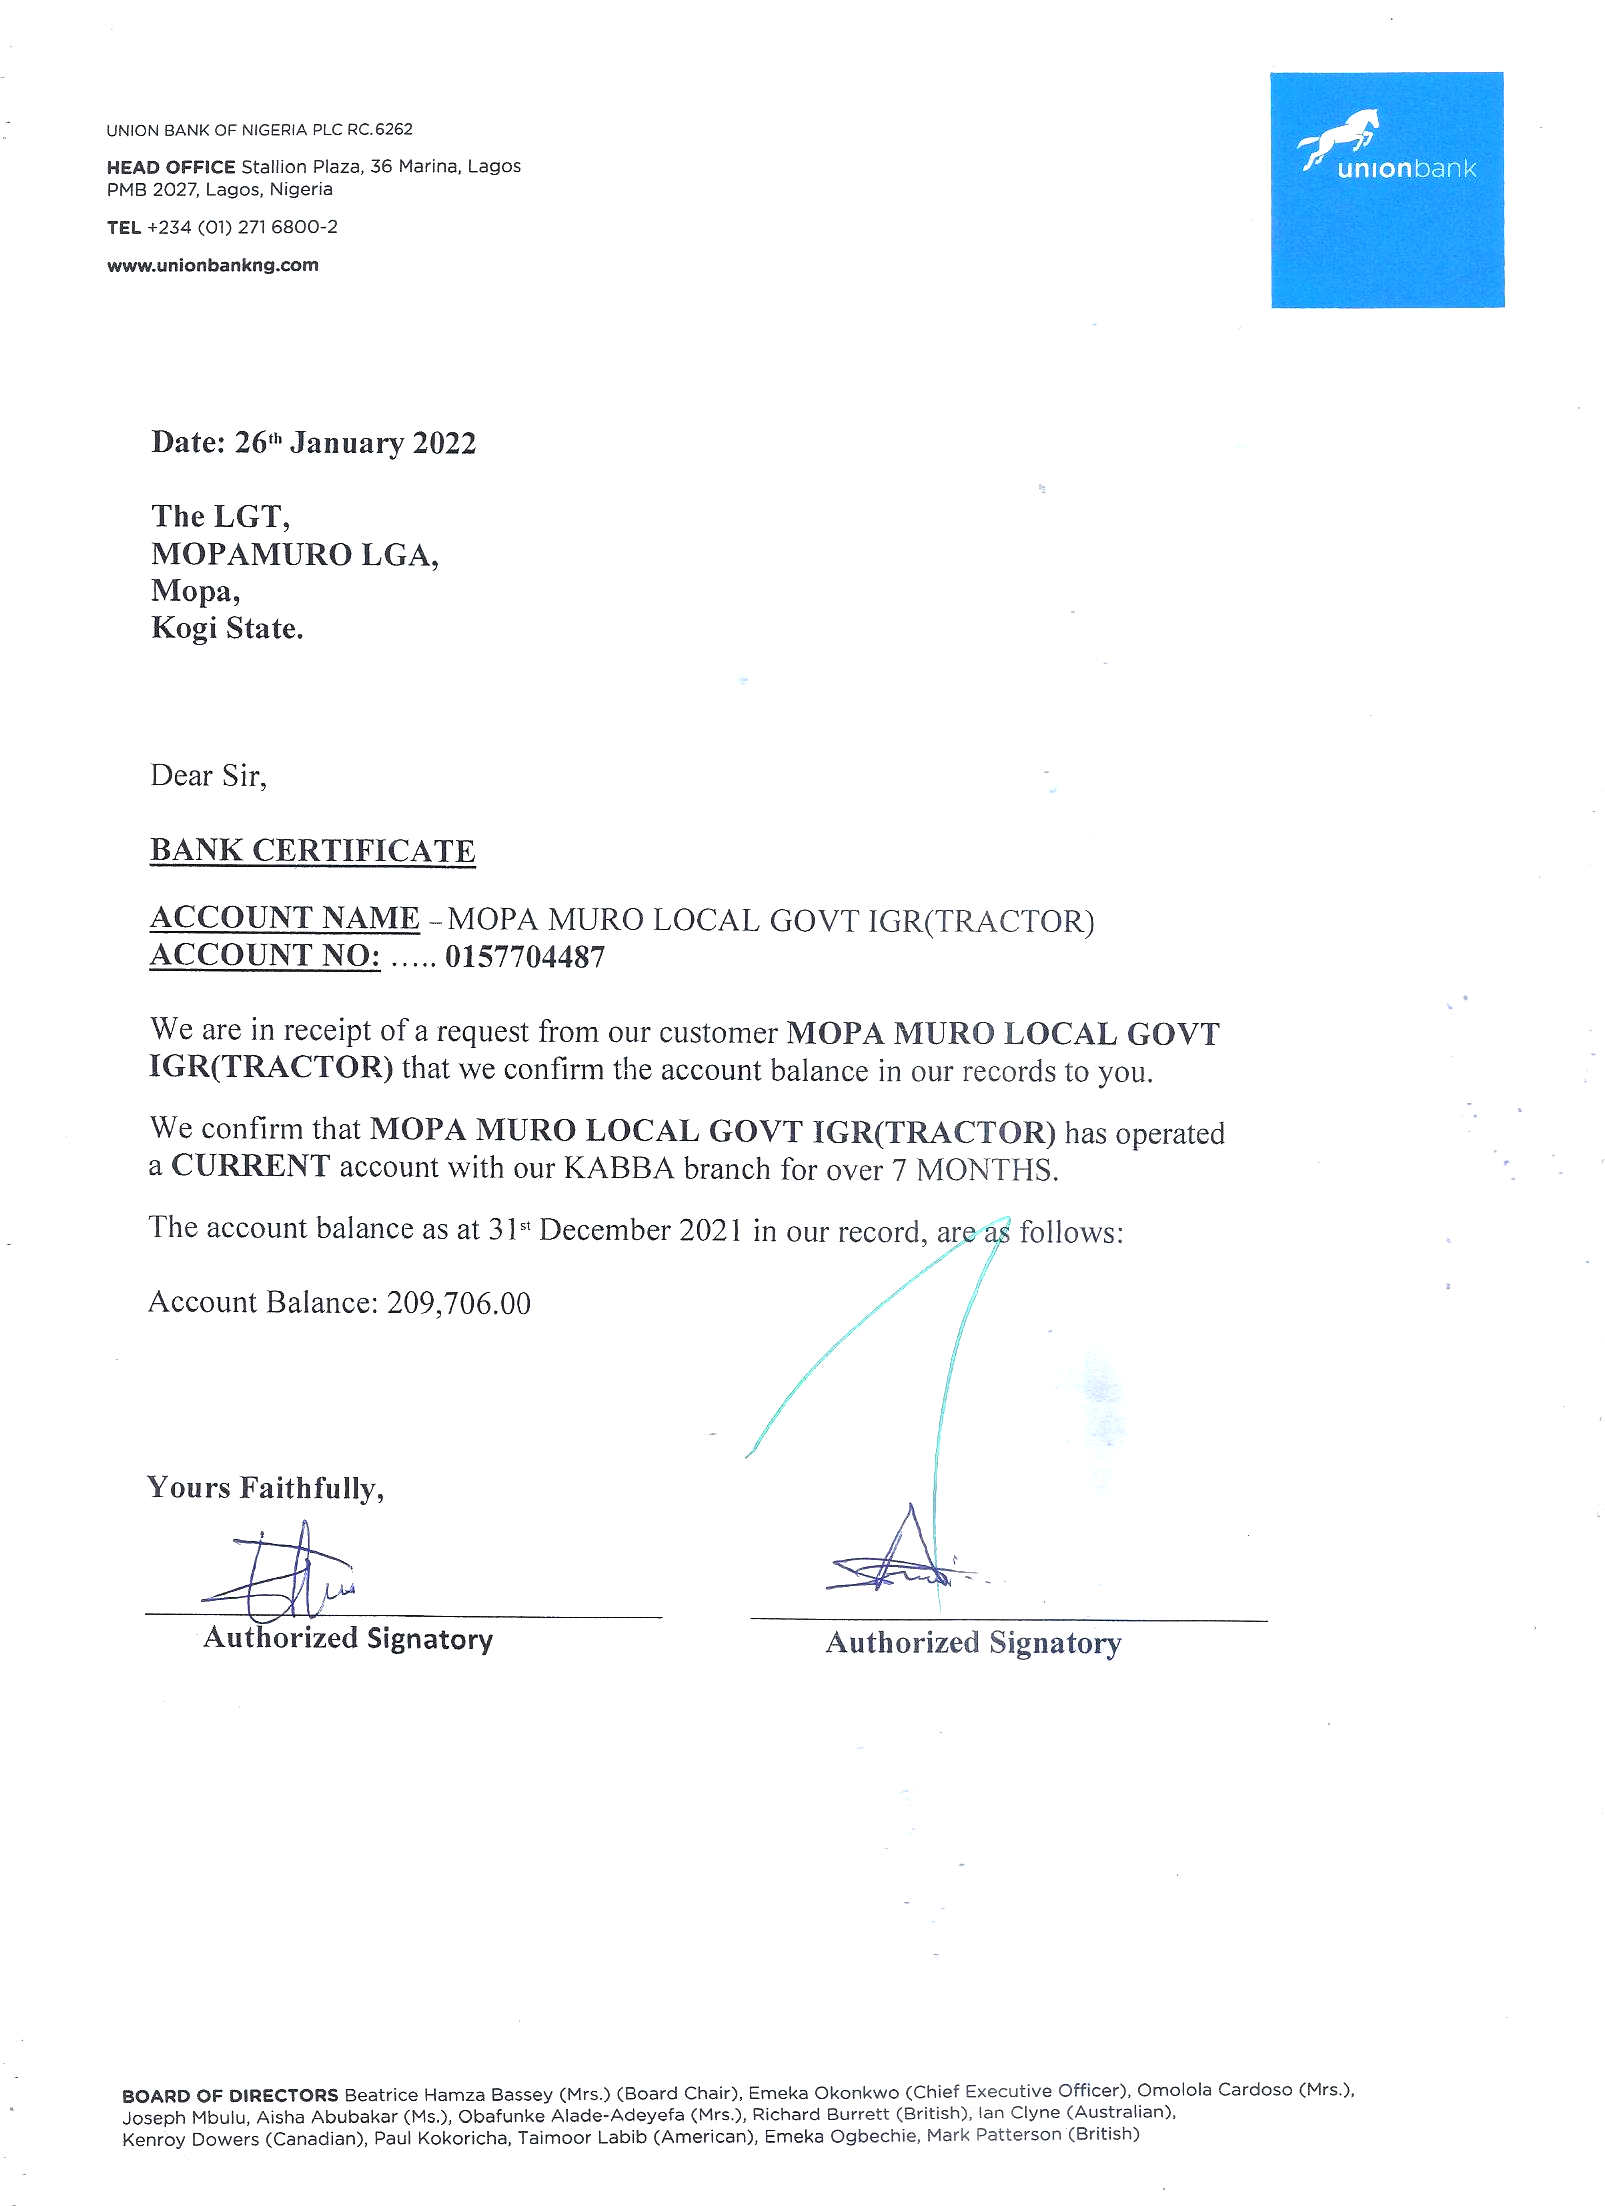 UNION BANK OF NIGERIA PLC RC.6262
HEAD OFFICE Stallion Plaza, 36 Marina, Lagos
PMB 2027, Lagos, Nigeria
TEL +234 (01) 271 6800-2
www.unionbankng.com
unionbank
Date: 26th January 2022
The LGT,
MOPAMURO LGA,
Mopa,
Kogi State.
Dear Sir,
BANK CERTIFICATE
ACCOUNT NAME – MOPA MURO LOCAL GOVT IGR(TRACTOR)
ACCOUNT NO: ….. 0157704487
We are in receipt of a request from our customer MOPA MURO LOCAL GOVT
IGR(TRACTOR) that we confirm the account balance in our records to you.
We confirm that MOPA MURO LOCAL GOVT IGR(TRACTOR) has operated
a CURRENT account with our KABBA branch for over 7 MONTHS.
The account balance as at 31st December 2021 in our record, are as follows:
Account Balance: 209,706.00
Yours Faithfully,
Authorized Signatory
Authorized Signatory
BOARD OF DIRECTORS Beatrice Hamza Bassey (Mrs.) (Board Chair), Emeka Okonkwo (Chief Executive Officer), Omolola Cardoso (Mrs.),
Joseph Mbulu, Aisha Abubakar (Ms.), Obafunke Alade-Adeyefa (Mrs.), Richard Burrett (British), Ian Clyne (Australian),
Kenroy Dowers (Canadian), Paul Kokoricha, Taimoor Labib (American), Emeka Ogbechie, Mark Patterson (British)